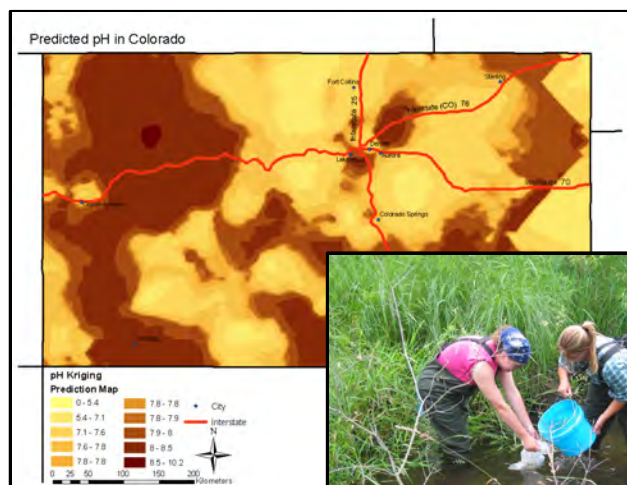 Predicted pH in Colorado
Fort Collins
Sterling
Interstate 25
Interstate (CO) 76
Denver
Aurora
Interstate 70
Colorado Springs
pH Kriging
Prediction Map
0 - 5.4
5.4 - 7.1
7.1 - 7.6
7.6 - 7.8
7.8 - 7.8
7.8 - 7.8
7.8 - 7.9
7.9 - 8
8 - 8.5
8.5 - 10.2
City
Interstate
N
0 25 50 100 150 200
Kilometers